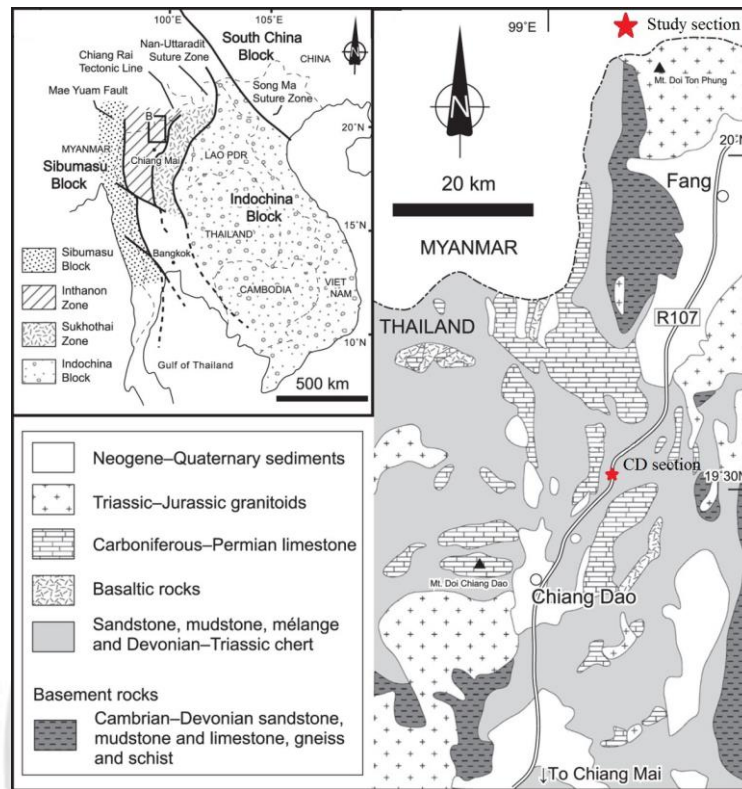 100°E
105°E
Nan-Uttaradit
Suture Zone
South China
Block
CHINA
N
Chiang Rai
Tectonic Line
Song Ma
Suture Zone
Mae Yuam Fault
B
20°N
MYANMAR
Chiang Mai
LAO PDR
Sibumasu
Block
Indochina
Block
15°N
THAILAND
Bangkok
Sibumasu
Block
Inthanon
Zone
Sukhothai
Zone
Indochina
Block
CAMBODIA
VIET
NAM
10°N
Gulf of Thailand
500 km
Neogene–Quaternary sediments
Triassic–Jurassic granitoids
Carboniferous–Permian limestone
Basaltic rocks
Sandstone, mudstone, mélange
and Devonian–Triassic chert
Basement rocks
Cambrian–Devonian sandstone,
mudstone and limestone, gneiss
and schist
99°E
Study section
Mt. Doi Ton Phung
N
20°N
Fang
20 km
MYANMAR
R107
THAILAND
CD section
19°30'N
Mt. Doi Chiang Dao
Chiang Dao
↓To Chiang Mai